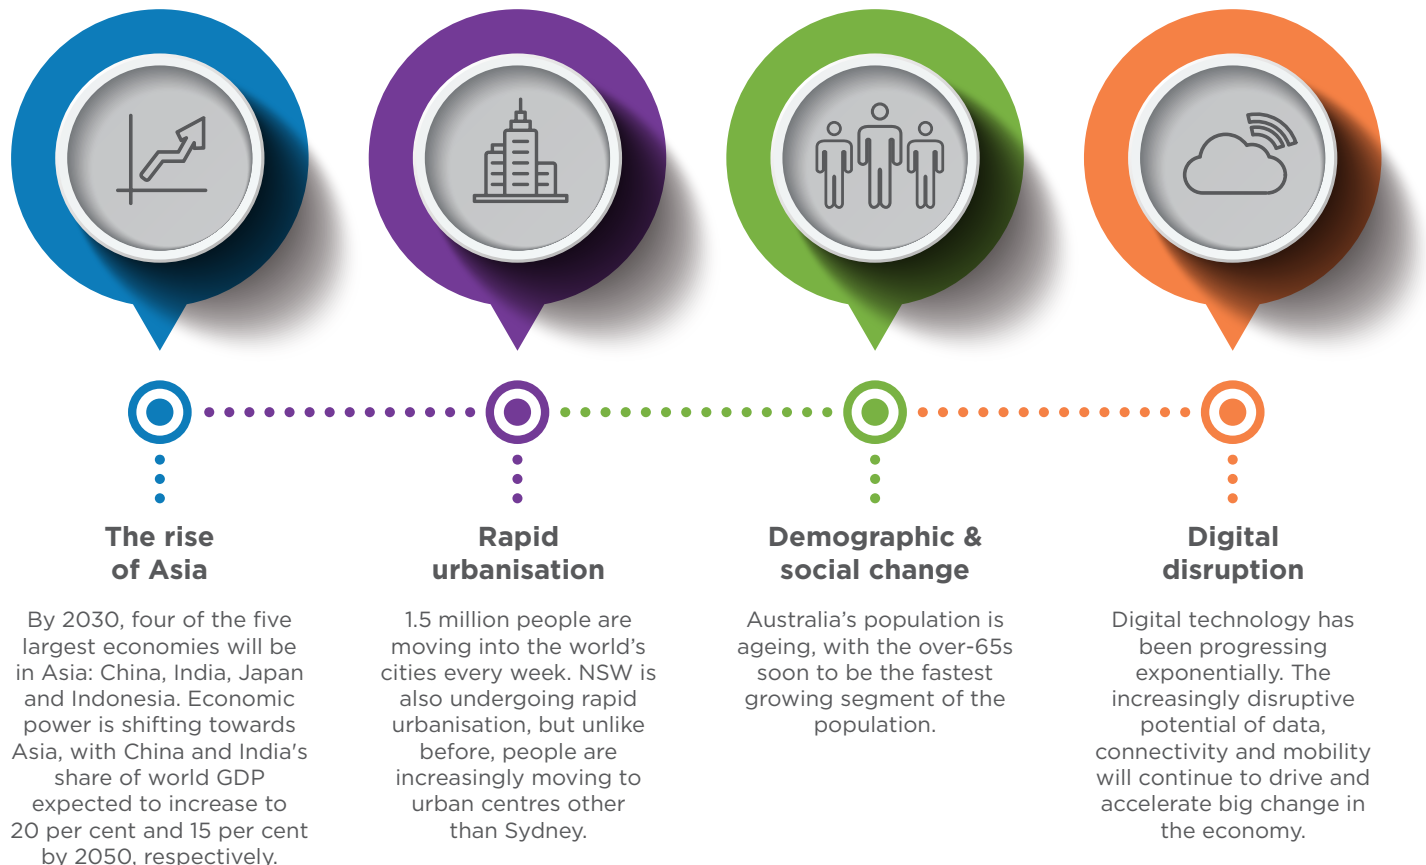 The rise
of Asia
By 2030, four of the five
largest economies will be
in Asia: China, India, Japan
and Indonesia. Economic
power is shifting towards
Asia, with China and India's
share of world GDP
expected to increase to
20 per cent and 15 per cent
by 2050, respectively.
Rapid
urbanisation
1.5 million people are
moving into the world’s
cities every week. NSW is
also undergoing rapid
urbanisation, but unlike
before, people are
increasingly moving to
urban centres other
than Sydney.
Demographic &
social change
Australia’s population is
ageing, with the over-65s
soon to be the fastest
growing segment of the
population.
Digital
disruption
Digital technology has
been progressing
exponentially. The
increasingly disruptive
potential of data,
connectivity and mobility
will continue to drive and
accelerate big change in
the economy.